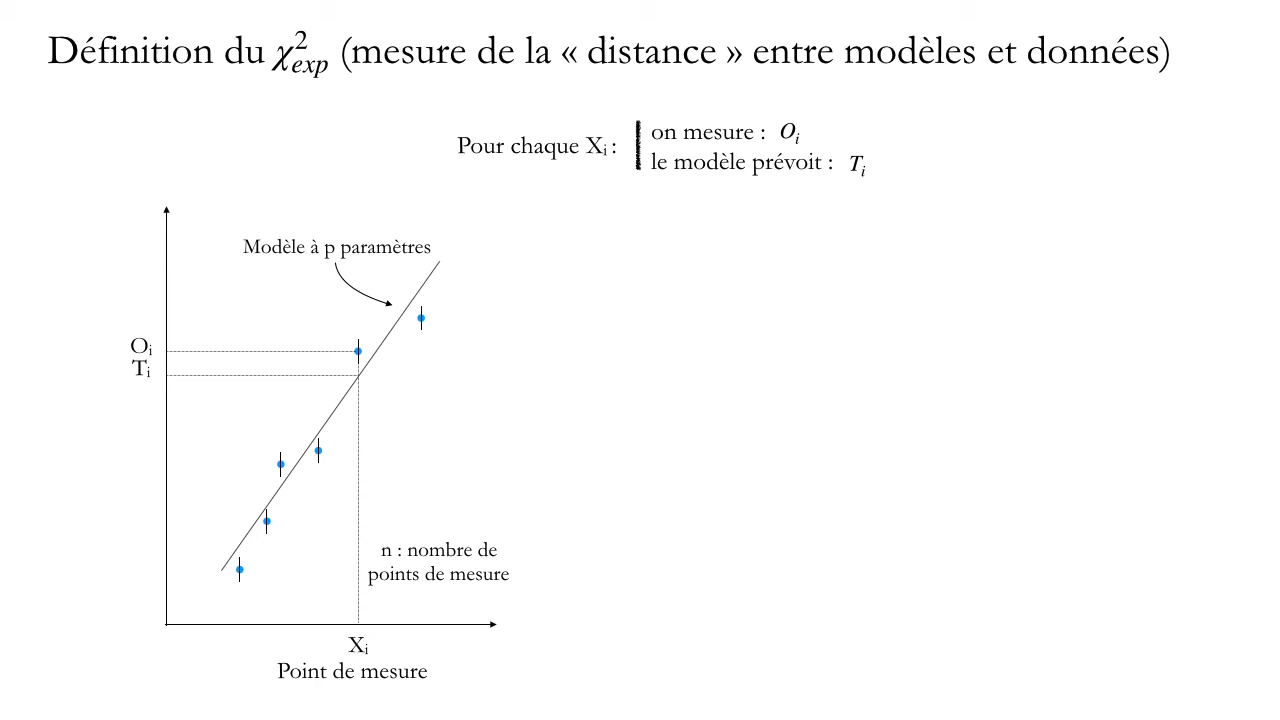 Définition du χ²exp (mesure de la « distance » entre modèles et données)
Pour chaque Xi :
on mesure : Oi
le modèle prévoit : Ti
Modèle à p paramètres
Oi
Ti
n : nombre de
points de mesure
Xi
Point de mesure